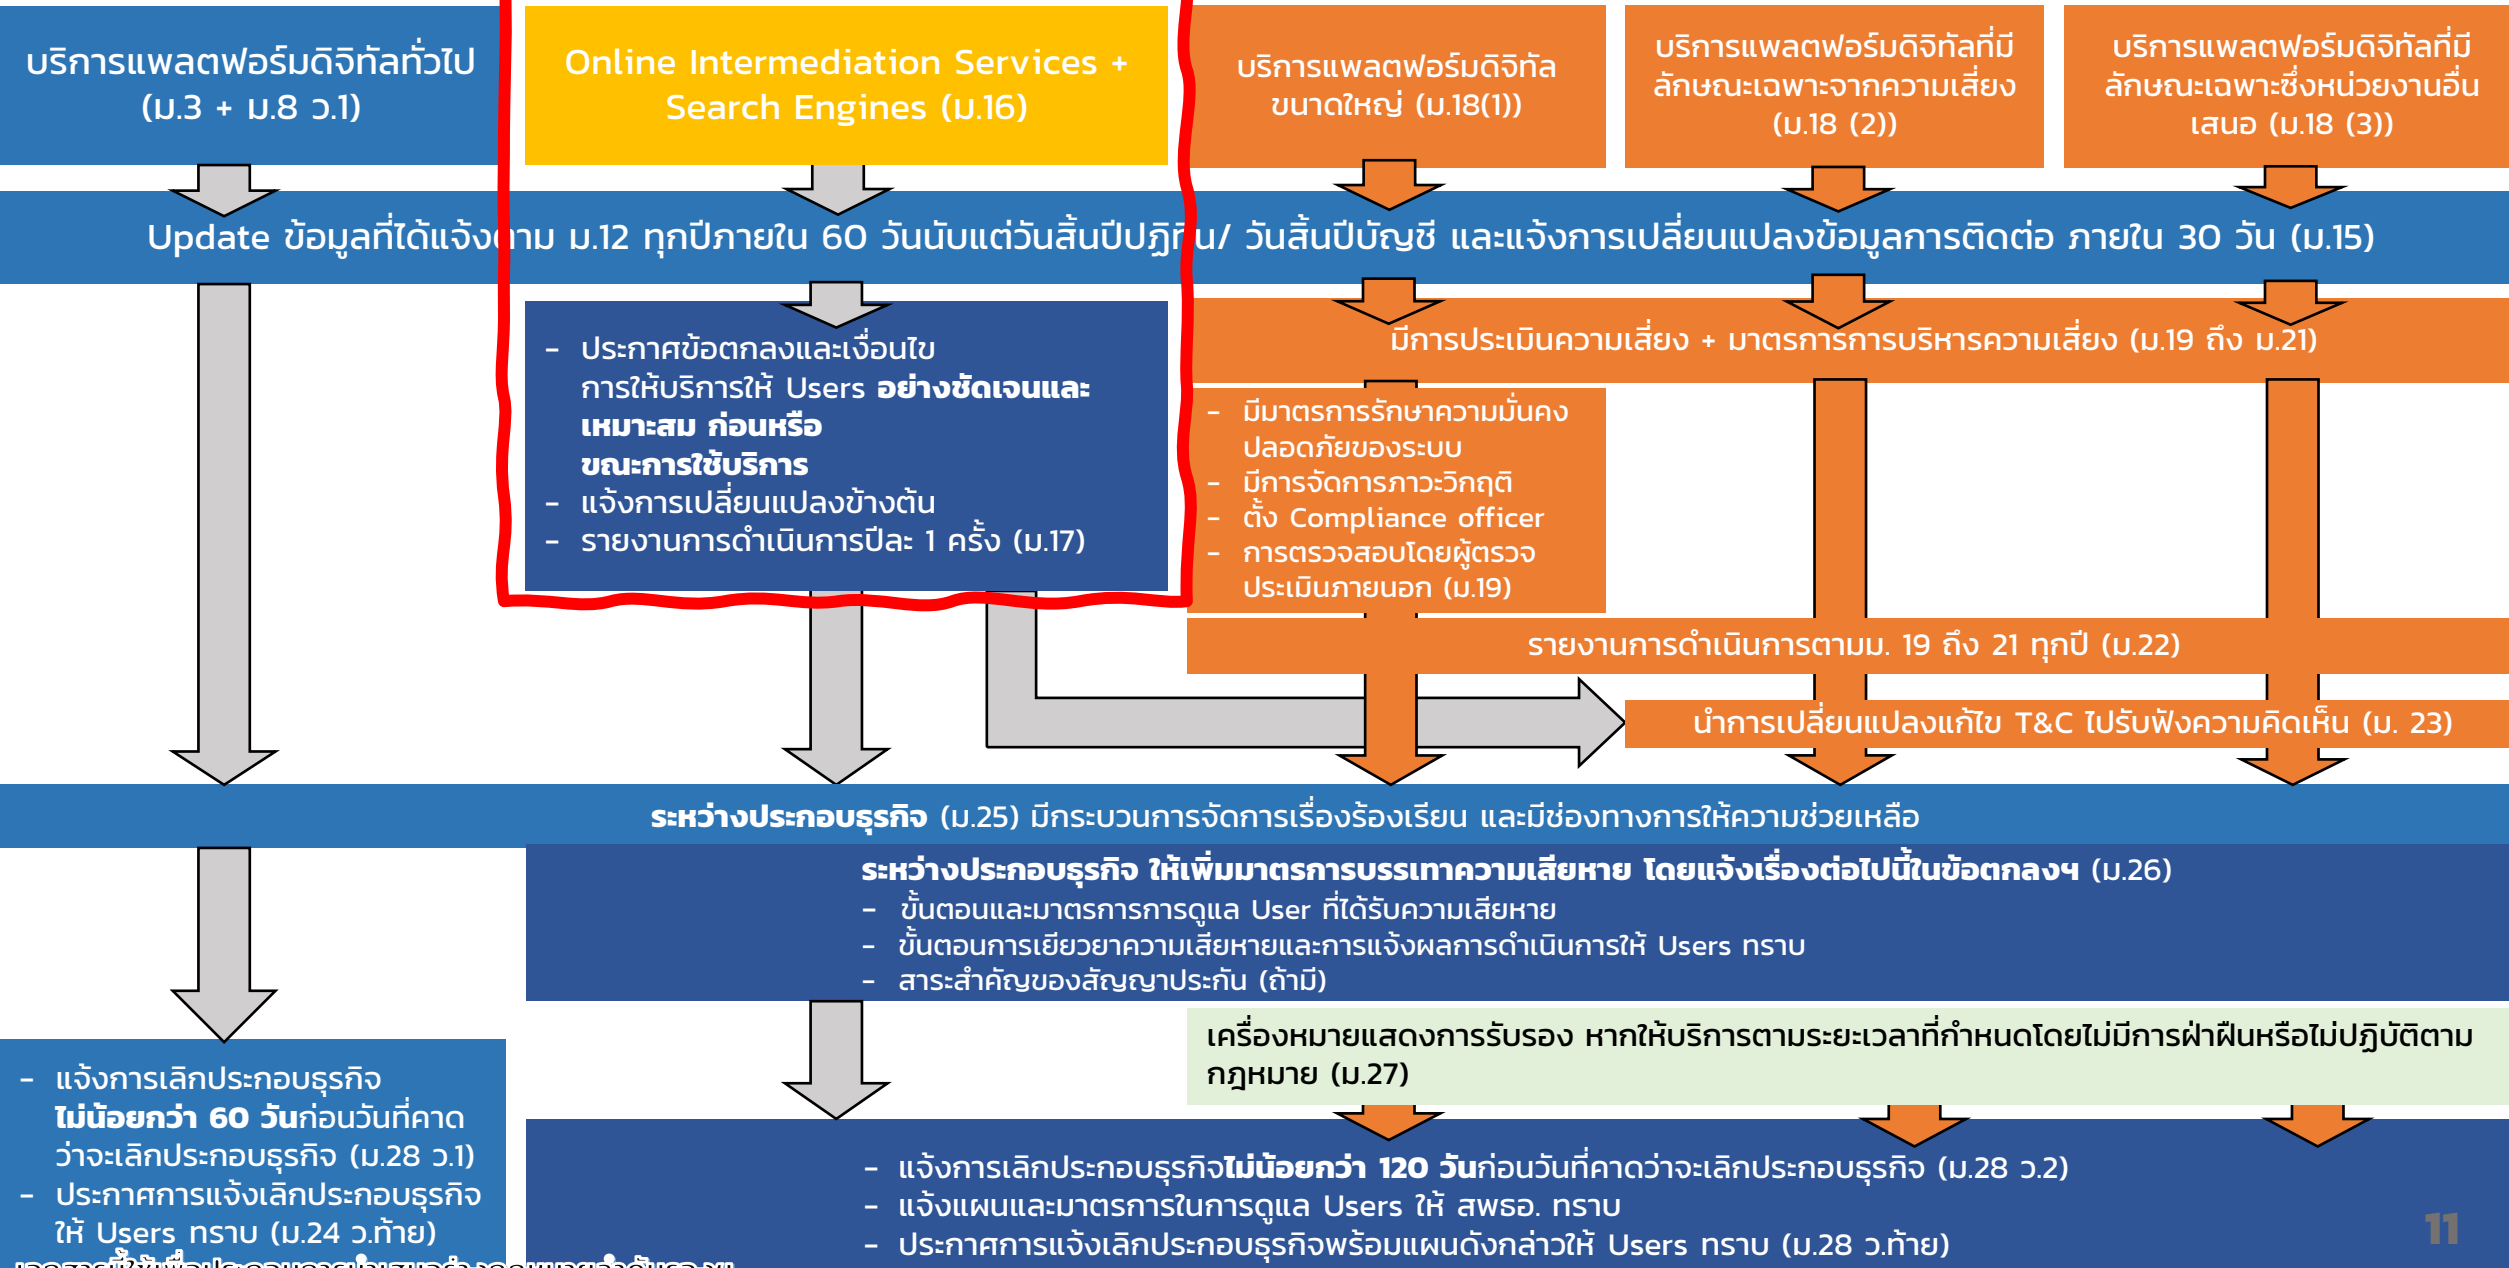 บริการแพลตฟอร์มดิจิทัลทั่วไป
(ม.3 + ม.8 ว.1)
Online Intermediation Services +
Search Engines (ม.16)
บริการแพลตฟอร์มดิจิทัล
ขนาดใหญ่ (ม.18(1))
บริการแพลตฟอร์มดิจิทัลที่มี
ลักษณะเฉพาะจากความเสี่ยง
(ม.18 (2))
บริการแพลตฟอร์มดิจิทัลที่มี
ลักษณะเฉพาะซึ่งหน่วยงานอื่น
เสนอ (ม.18 (3))
Update ข้อมูลที่ได้แจ้งตาม ม.12 ทุกปีภายใน 60 วันนับแต่วันสิ้นปีปฏิทิน/ วันสิ้นปีบัญชี และแจ้งการเปลี่ยนแปลงข้อมูลการติดต่อ ภายใน 30 วัน (ม.15)
- ประกาศข้อตกลงและเงื่อนไข
การให้บริการให้ Users อย่างชัดเจนและ
เหมาะสม ก่อนหรือ
ขณะการใช้บริการ
- แจ้งการเปลี่ยนแปลงข้างต้น
- รายงานการดำเนินการปีละ 1 ครั้ง (ม.17)
มีการประเมินความเสี่ยง + มาตรการการบริหารความเสี่ยง (ม.19 ถึง ม.21)
- มีมาตรการรักษาความมั่นคง
ปลอดภัยของระบบ
- มีการจัดการภาวะวิกฤติ
- ตั้ง Compliance officer
- การตรวจสอบโดยผู้ตรวจ
ประเมินภายนอก (ม.19)
รายงานการดำเนินการตามม. 19 ถึง 21 ทุกปี (ม.22)
นำการเปลี่ยนแปลงแก้ไข T&C ไปรับฟังความคิดเห็น (ม. 23)
ระหว่างประกอบธุรกิจ (ม.25) มีกระบวนการจัดการเรื่องร้องเรียน และมีช่องทางการให้ความช่วยเหลือ
ระหว่างประกอบธุรกิจ ให้เพิ่มมาตรการบรรเทาความเสียหาย โดยแจ้งเรื่องต่อไปนี้ในข้อตกลงฯ (ม.26)
- ขั้นตอนและมาตรการการดูแล User ที่ได้รับความเสียหาย
- ขั้นตอนการเยียวยาความเสียหายและการแจ้งผลการดำเนินการให้ Users ทราบ
- สาระสำคัญของสัญญาประกัน (ถ้ามี)
เครื่องหมายแสดงการรับรอง หากให้บริการตามระยะเวลาที่กำหนดโดยไม่มีการฝ่าฝืนหรือไม่ปฏิบัติตาม
กฎหมาย (ม.27)
- แจ้งการเลิกประกอบธุรกิจ
ไม่น้อยกว่า 60 วันก่อนวันที่คาด
ว่าจะเลิกประกอบธุรกิจ (ม.28 ว.1)
- ประกาศการแจ้งเลิกประกอบธุรกิจ
ให้ Users ทราบ (ม.24 ว.ท้าย)
- แจ้งการเลิกประกอบธุรกิจไม่น้อยกว่า 120 วันก่อนวันที่คาดว่าจะเลิกประกอบธุรกิจ (ม.28 ว.2)
- แจ้งแผนและมาตรการในการดูแล Users ให้ สพธอ. ทราบ
- ประกาศการแจ้งเลิกประกอบธุรกิจพร้อมแผนดังกล่าวให้ Users ทราบ (ม.28 ว.ท้าย)
11